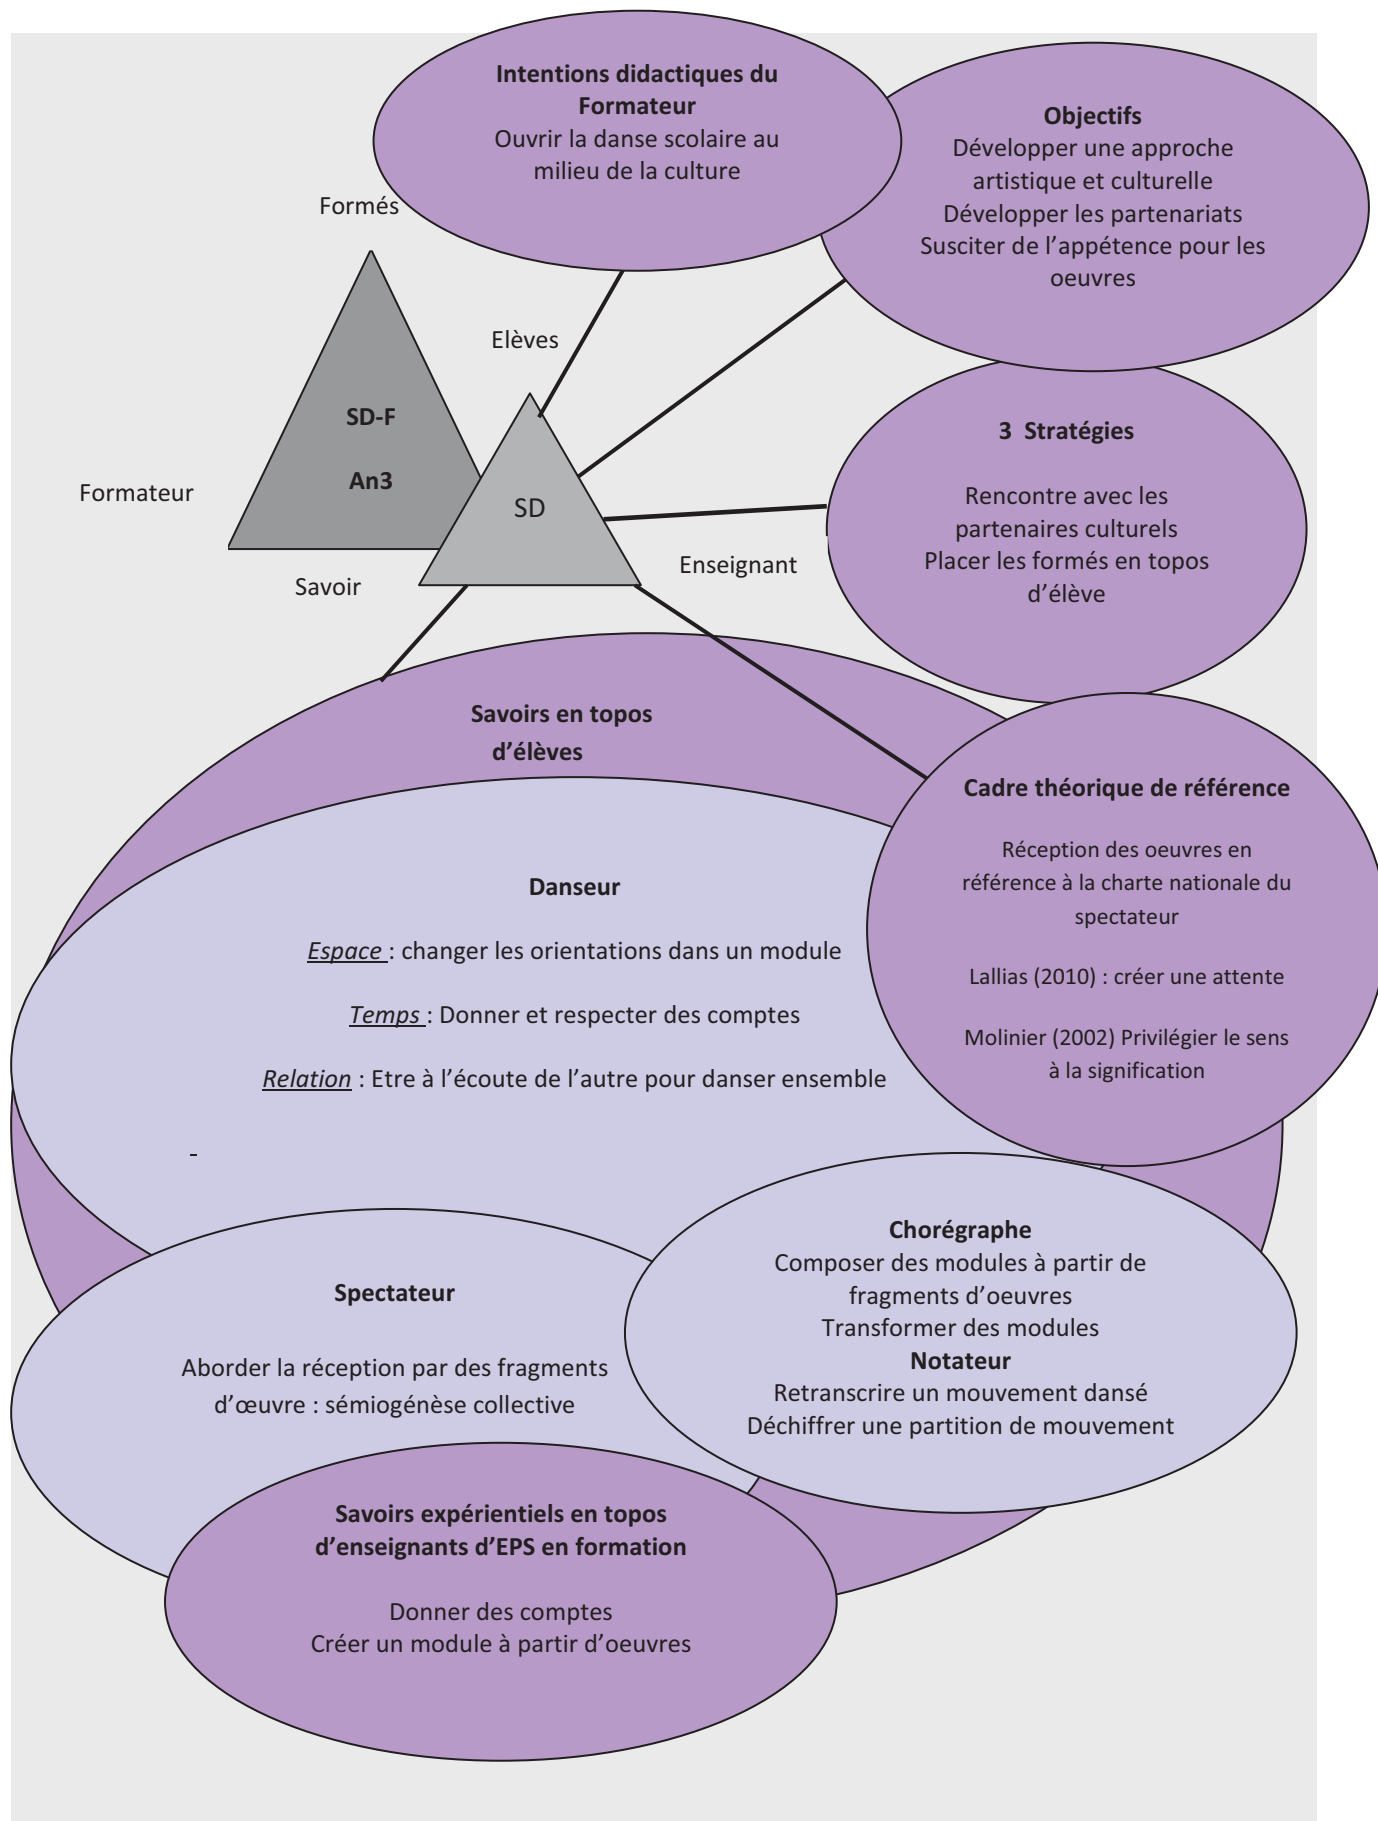 Intentions didactiques du
Formateur
Ouvrir la danse scolaire au
milieu de la culture
Objectifs
Développer une approche
artistique et culturelle
Développer les partenariats
Susciter de l’appétence pour les
oeuvres
Formés
Elèves
SD-F
An3
Formateur
SD
Savoir
Enseignant
3  Stratégies
Rencontre avec les
partenaires culturels
Placer les formés en topos
d’élève
Savoirs en topos
d’élèves
Cadre théorique de référence
Réception des oeuvres en
référence à la charte nationale du
spectateur
Lallias (2010) : créer une attente
Molinier (2002) Privilégier le sens
à la signification
Danseur
Espace : changer les orientations dans un module
Temps : Donner et respecter des comptes
Relation : Etre à l’écoute de l’autre pour danser ensemble
-
Chorégraphe
Composer des modules à partir de
fragments d’oeuvres
Transformer des modules
Notateur
Retranscrire un mouvement dansé
Déchiffrer une partition de mouvement
Spectateur
Aborder la réception par des fragments
d’œuvre : sémiogénèse collective
Savoirs expérientiels en topos
d’enseignants d’EPS en formation
Donner des comptes
Créer un module à partir d’oeuvres